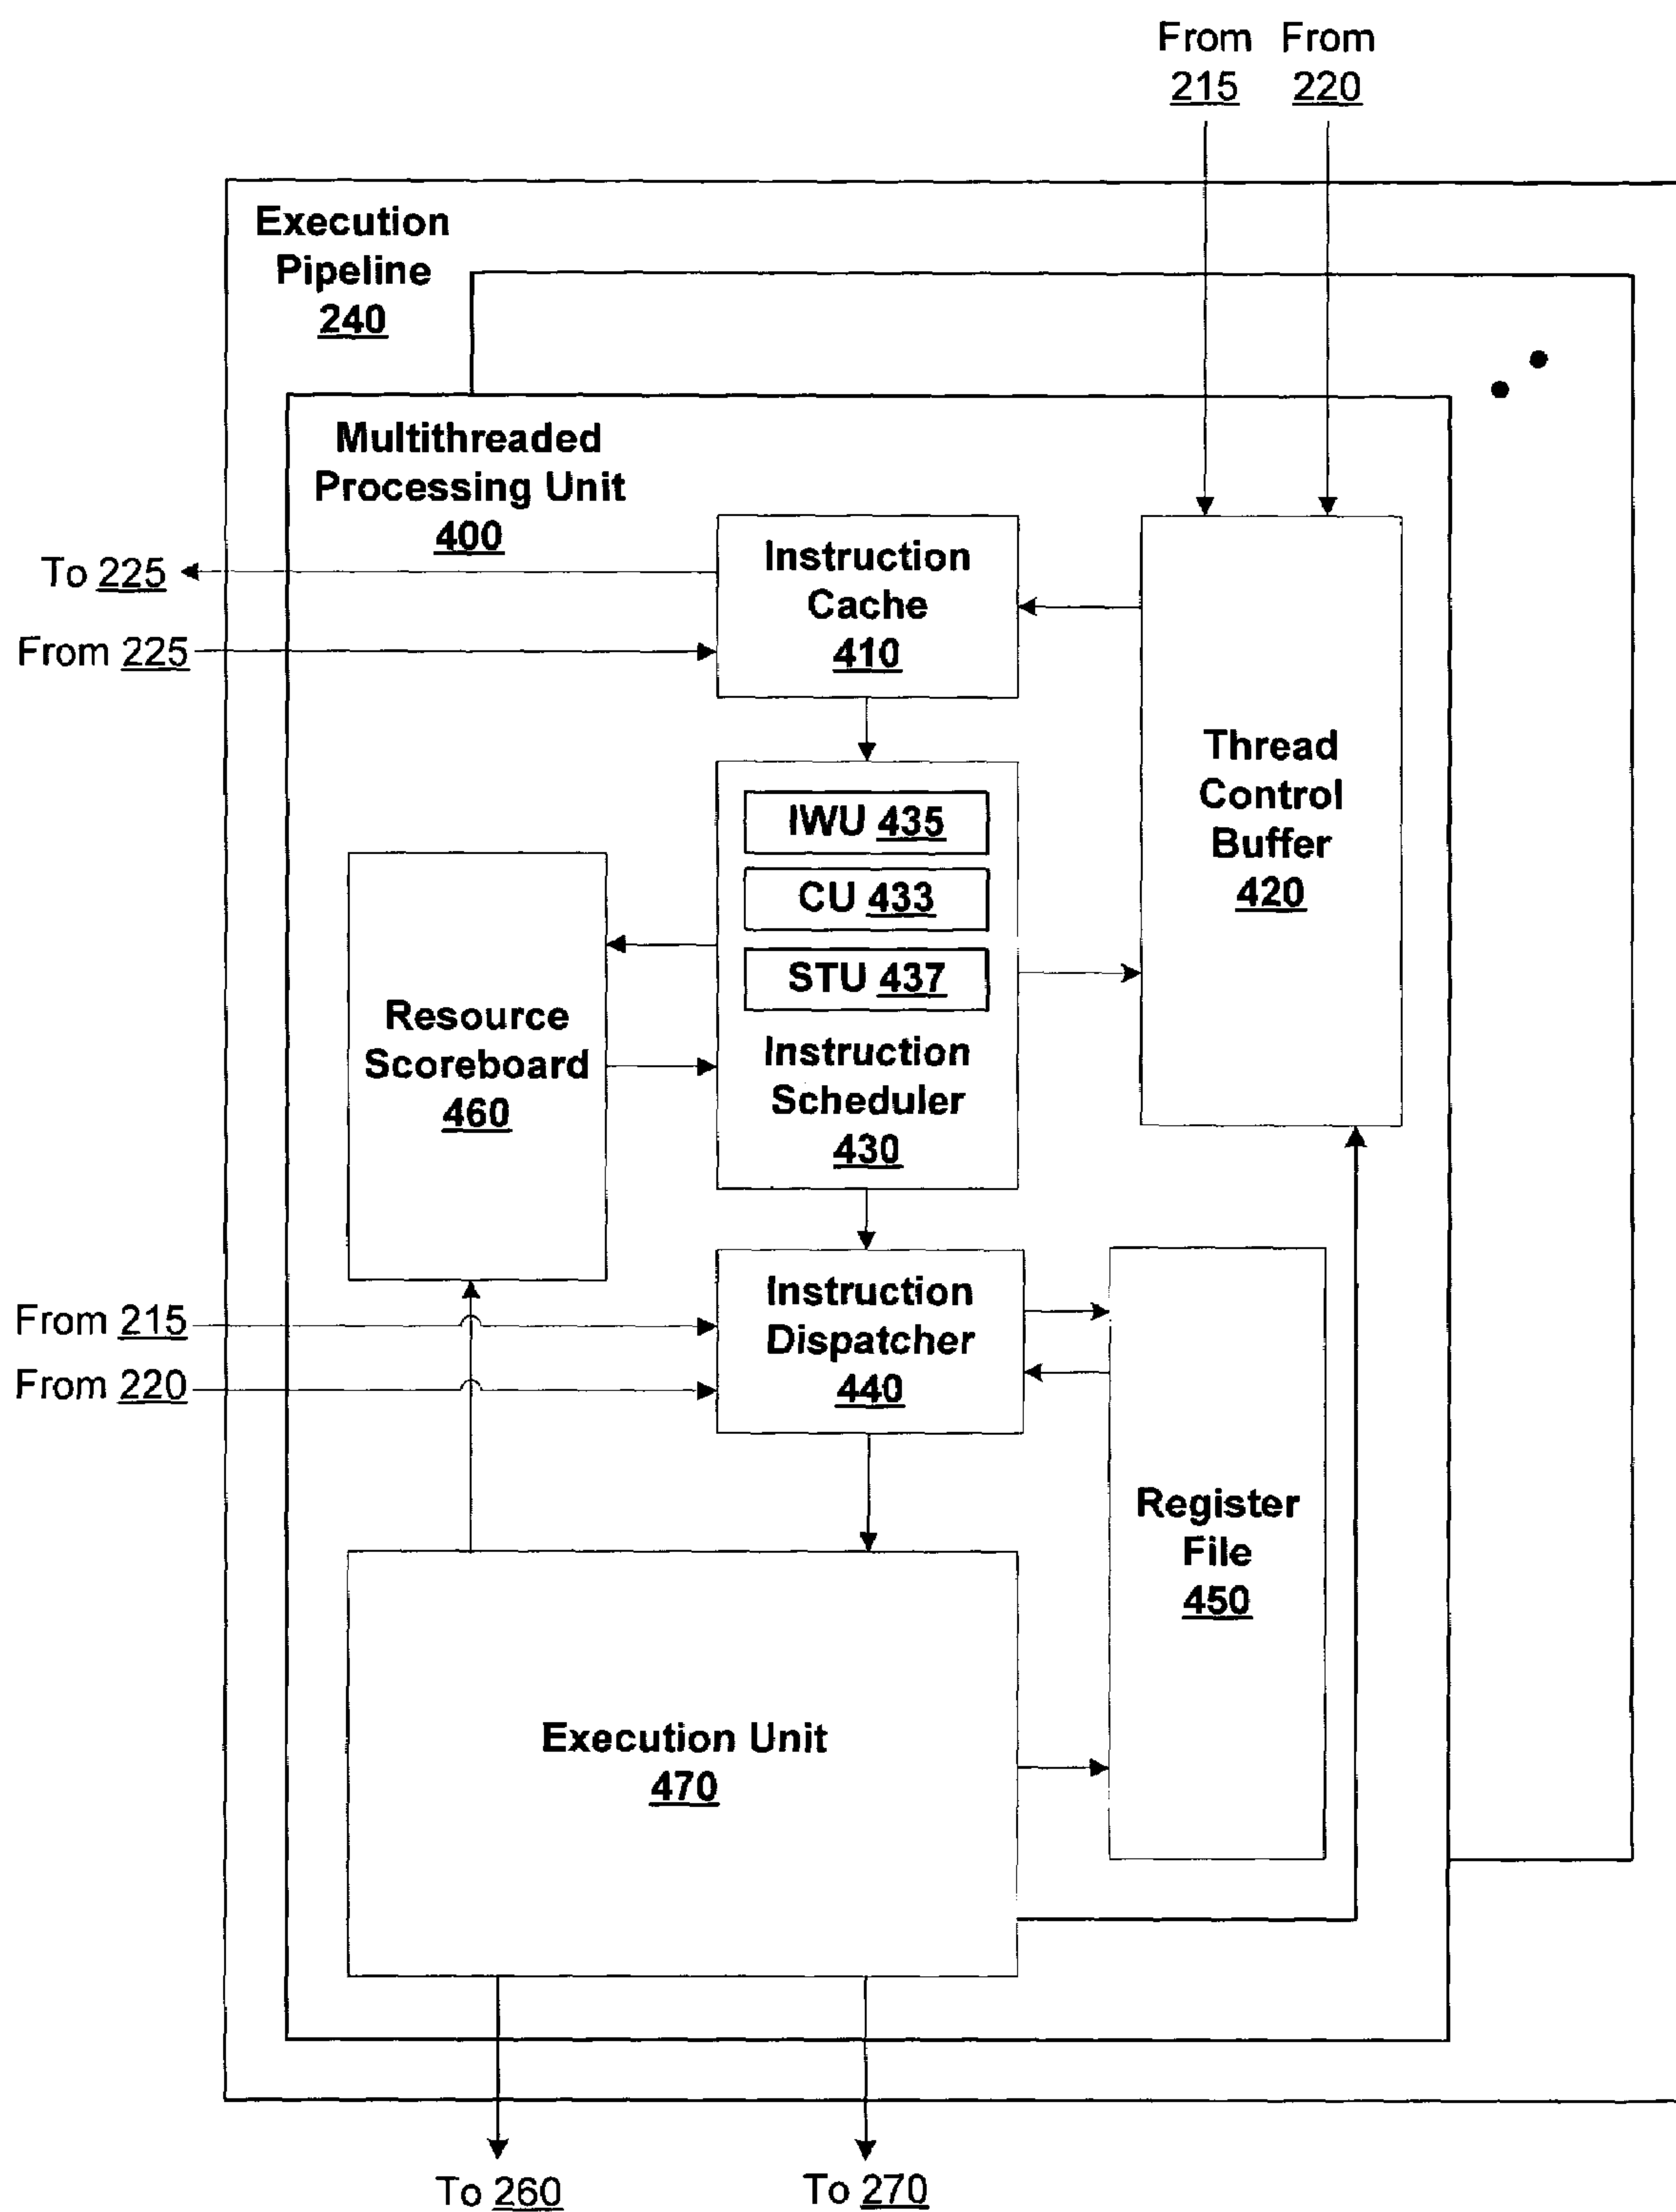 From From
215 220
Execution
Pipeline
240
Multithreaded
Processing Unit
400
To 225
From 225
Instruction
Cache
410
Thread
Control
Buffer
420
IWU 435
CU 433
STU 437
Instruction
Scheduler
430
Resource
Scoreboard
460
From 215
From 220
Instruction
Dispatcher
440
Register
File
450
Execution Unit
470
To 260
To 270